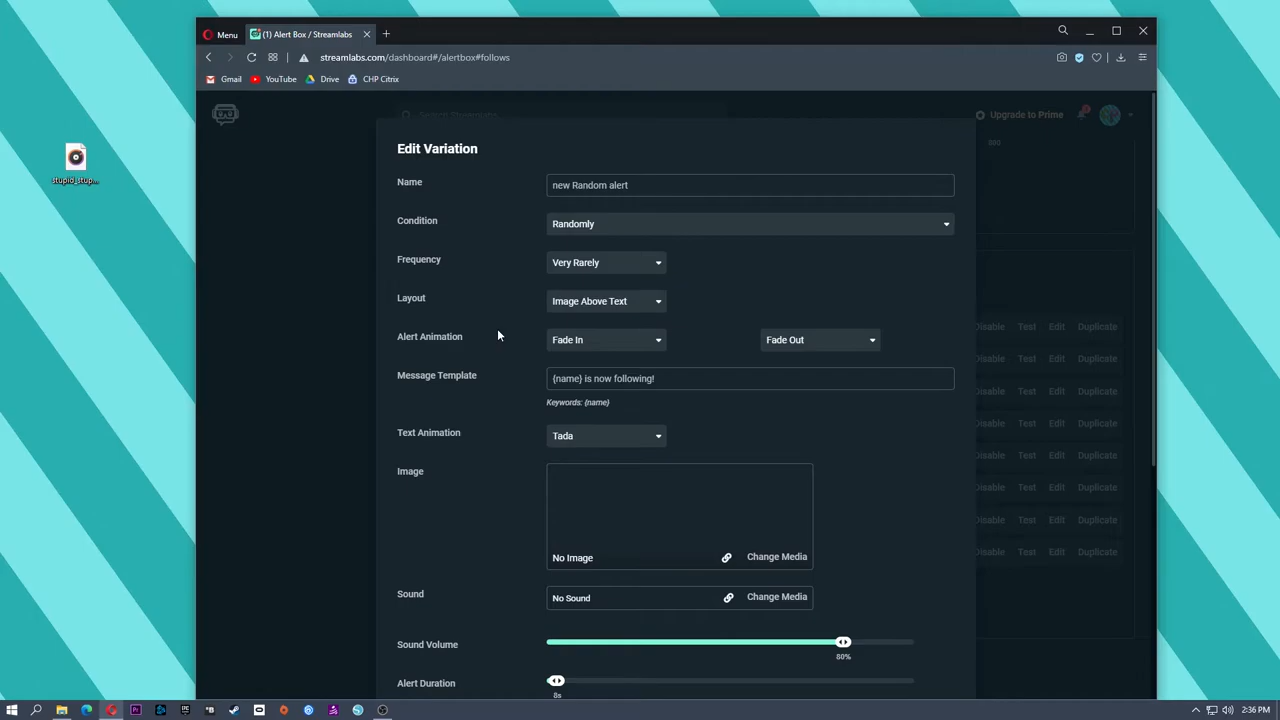 Menu
(1) Alert Box / Streamlabs
streamlabs.com/dashboard#/alertbox#follows
Gmail
YouTube
Drive
CHP Citrix
Search Streamlabs
Upgrade to Prime
800
Edit Variation
Name
new Random alert
Condition
Randomly
Frequency
Very Rarely
Layout
Image Above Text
Disable Test Edit Duplicate
Alert Animation
Fade In
Fade Out
Disable Test Edit Duplicate
Message Template
{name} is now following!
Disable Test Edit Duplicate
Keywords: {name}
Disable Test Edit Duplicate
Text Animation
Tada
Disable Test Edit Duplicate
Image
Disable Test Edit Duplicate
Disable Test Edit Duplicate
No Image
Change Media
Disable Test Edit Duplicate
Sound
No Sound
Change Media
Sound Volume
80%
Alert Duration
8s
stupid_stup...
2:36 PM